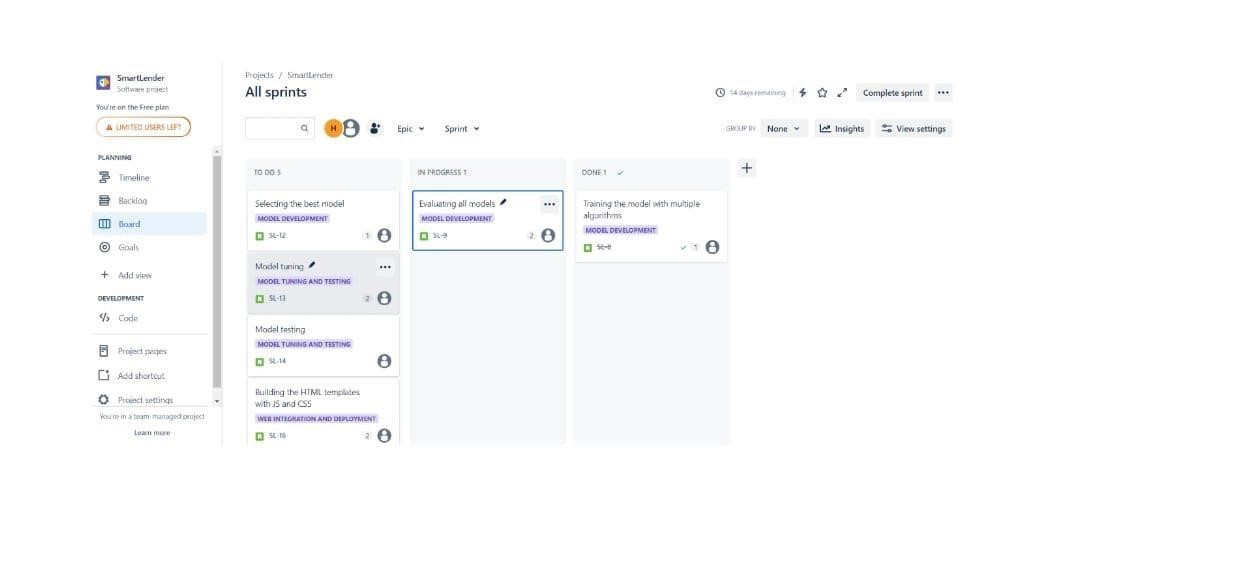 SmartLender
Software project
You're on the Free plan
LIMITED USERS LEFT
PLANNING
Timeline
Backlog
Board
Goals
Add view
DEVELOPMENT
Code
Project pages
Add shortcut
Project settings
You're in a team-managed project
Learn more
Projects / SmartLender
All sprints
14 days remaining
Complete sprint
H
Epic
Sprint
GROUP BY
None
Insights
View settings
TO DO 5
Selecting the best model
MODEL DEVELOPMENT
SL-12
1
Model tuning
MODEL TUNING AND TESTING
SL-13
2
Model testing
MODEL TUNING AND TESTING
SL-14
Building the HTML templates
with JS and CSS
WEB INTEGRATION AND DEPLOYMENT
SL-16
2
IN PROGRESS 1
Evaluating all models
MODEL DEVELOPMENT
SL-9
2
DONE 1
Training the model with multiple
algorithms
MODEL DEVELOPMENT
SL-8
1